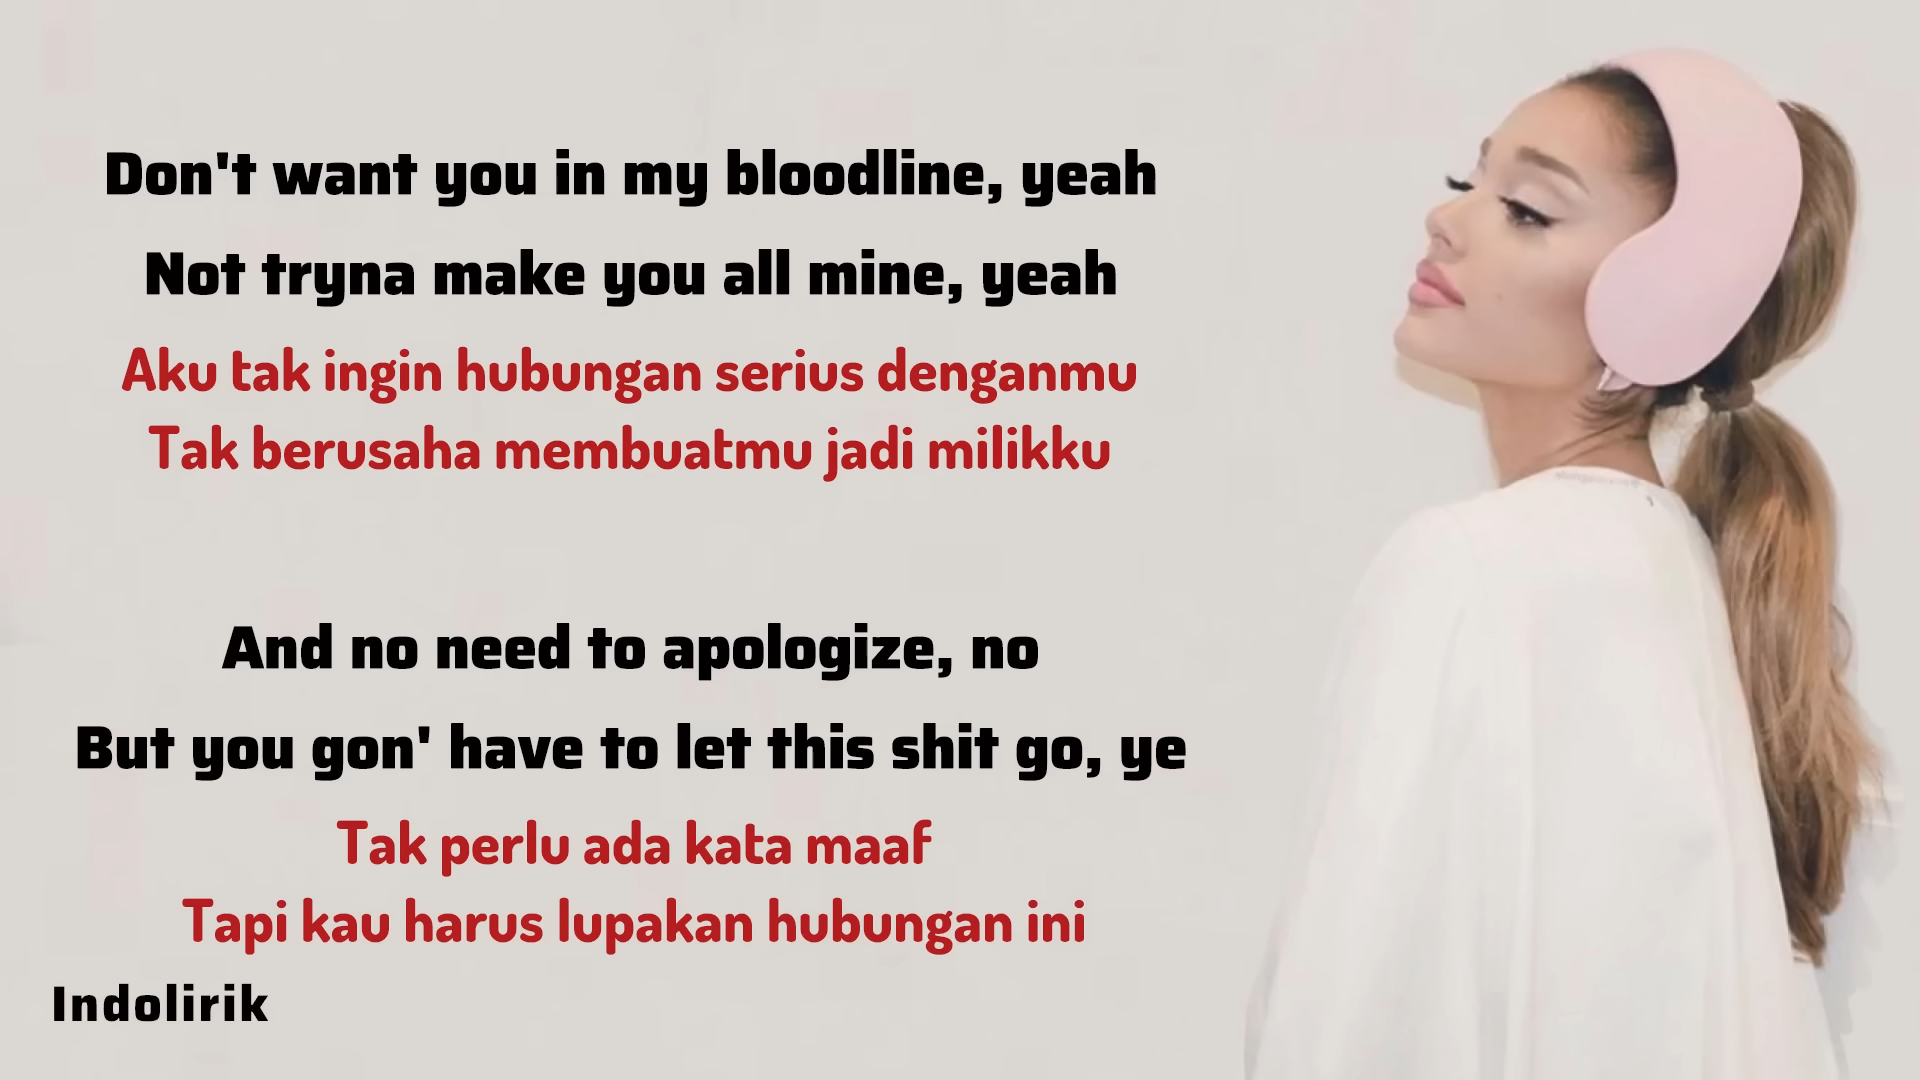 Don't want you in my bloodline, yeah
Not tryna make you all mine, yeah
Aku tak ingin hubungan serius denganmu
Tak berusaha membuatmu jadi milikku
And no need to apologize, no
But you gon' have to let this shit go, ye
Tak perlu ada kata maaf
Tapi kau harus lupakan hubungan ini
Indolirik